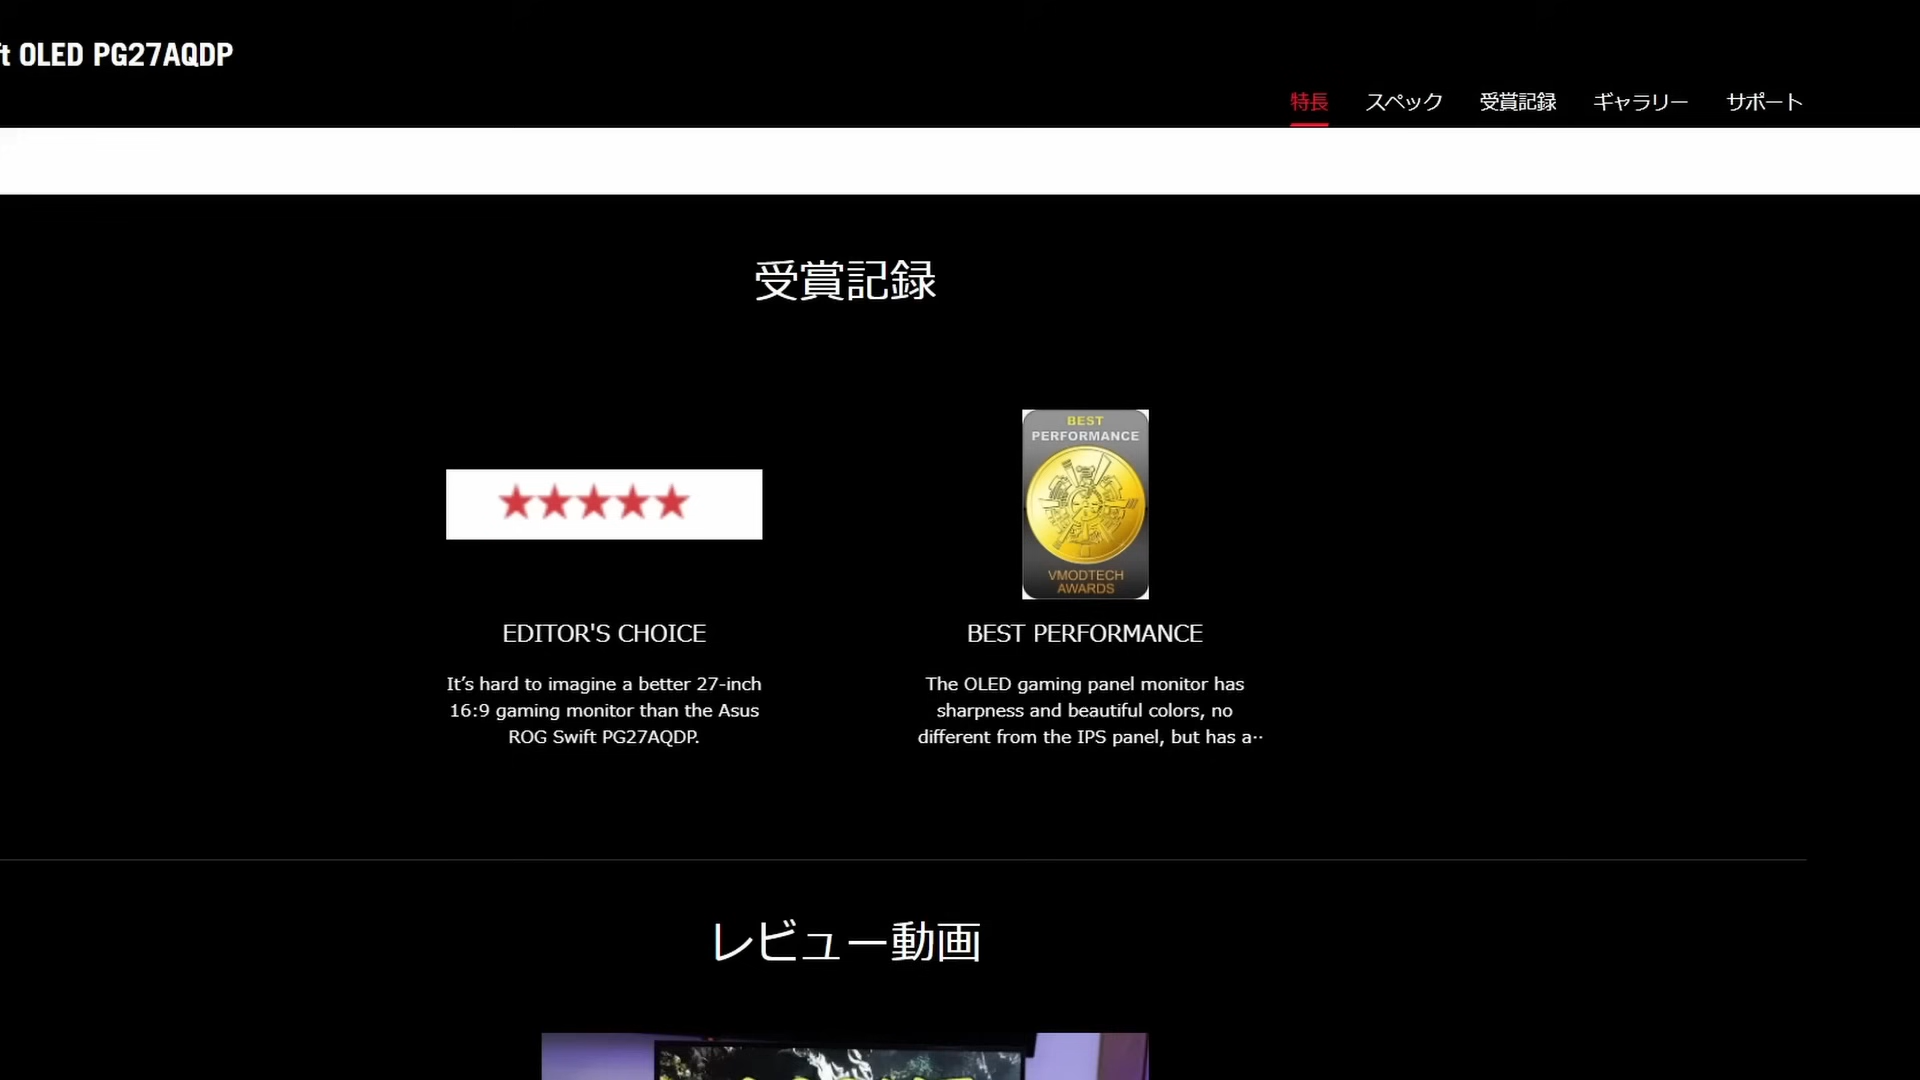 t OLED PG27AQDP
特長 スペック 受賞記録 ギャラリー サポート
受賞記録
BEST
PERFORMANCE
VMODTECH
AWARDS
EDITOR'S CHOICE
BEST PERFORMANCE
It’s hard to imagine a better 27-inch
16:9 gaming monitor than the Asus
ROG Swift PG27AQDP.
The OLED gaming panel monitor has
sharpness and beautiful colors, no
different from the IPS panel, but has a··
レビュー動画